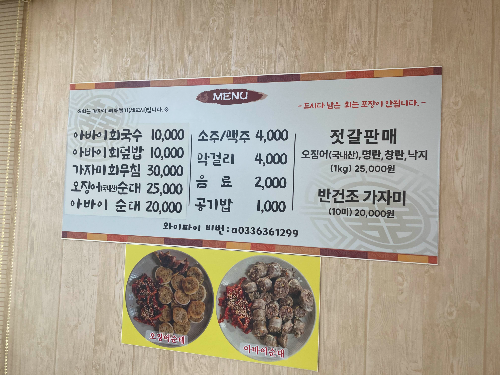 MENU
- 드시다 남은 회는 포장이 안됩니다. -
아바이회국수 10,000
아바이회덮밥 10,000
가자미회무침 30,000
오징어(국내산)순대 25,000
아바이 순대 20,000
소주/맥주 4,000
막걸리 4,000
음료 2,000
공기밥 1,000
젓갈판매
오징어(국내산),명란,창란,낙지
(1kg) 25,000원
반건조 가자미
(10미) 20,000원
와이파이 비번:a0336361299
오징어순대
아바이순대